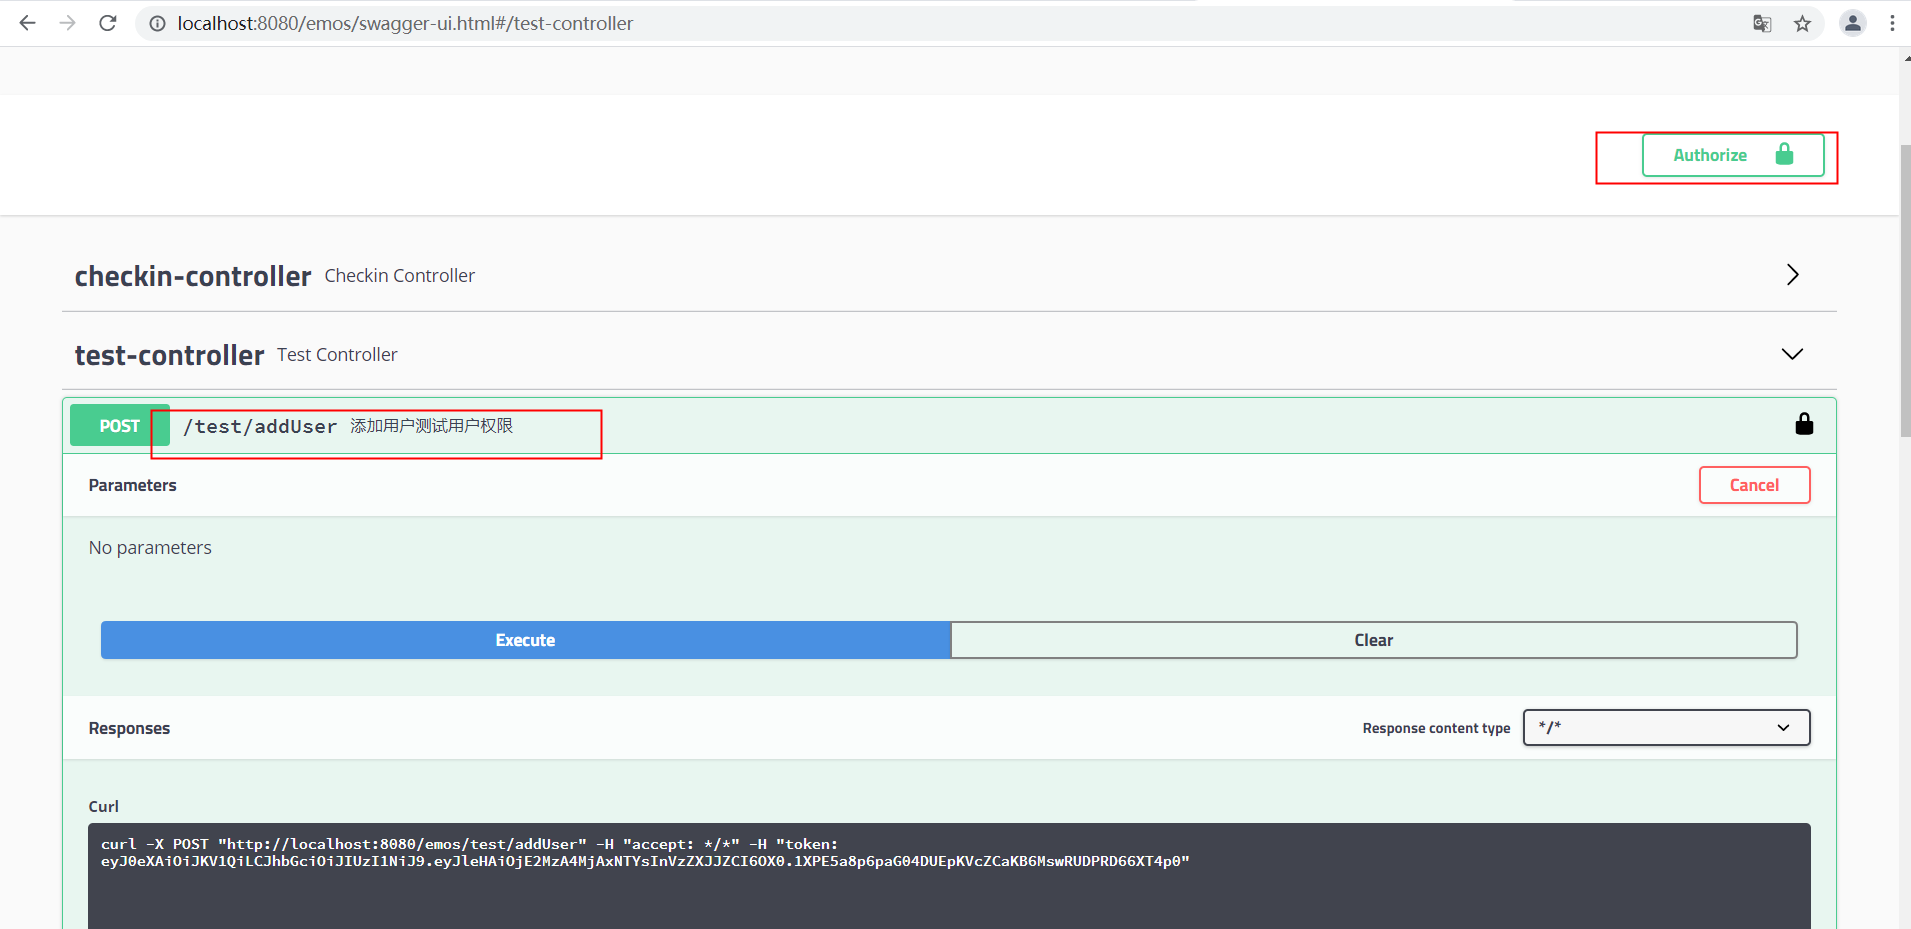 localhost:8080/emos/swagger-ui.html#/test-controller
Authorize
checkin-controller Checkin Controller
test-controller Test Controller
POST /test/addUser 添加用户测试用户权限
Parameters Cancel
No parameters
Execute Clear
Responses Response content type */*
Curl
curl -X POST "http://localhost:8080/emos/test/addUser" -H "accept: */*" -H "token:
eyJ0eXAiOiJKV1QiLCJhbGciOiJIUzI1NiJ9.eyJleHAiOjE2MzA4MjAxNTYsInVzZXJJZCI6OX0.1XPE5a8p6paG04DUEpKVcZCaKB6MswRUDPRD66XT4p0"